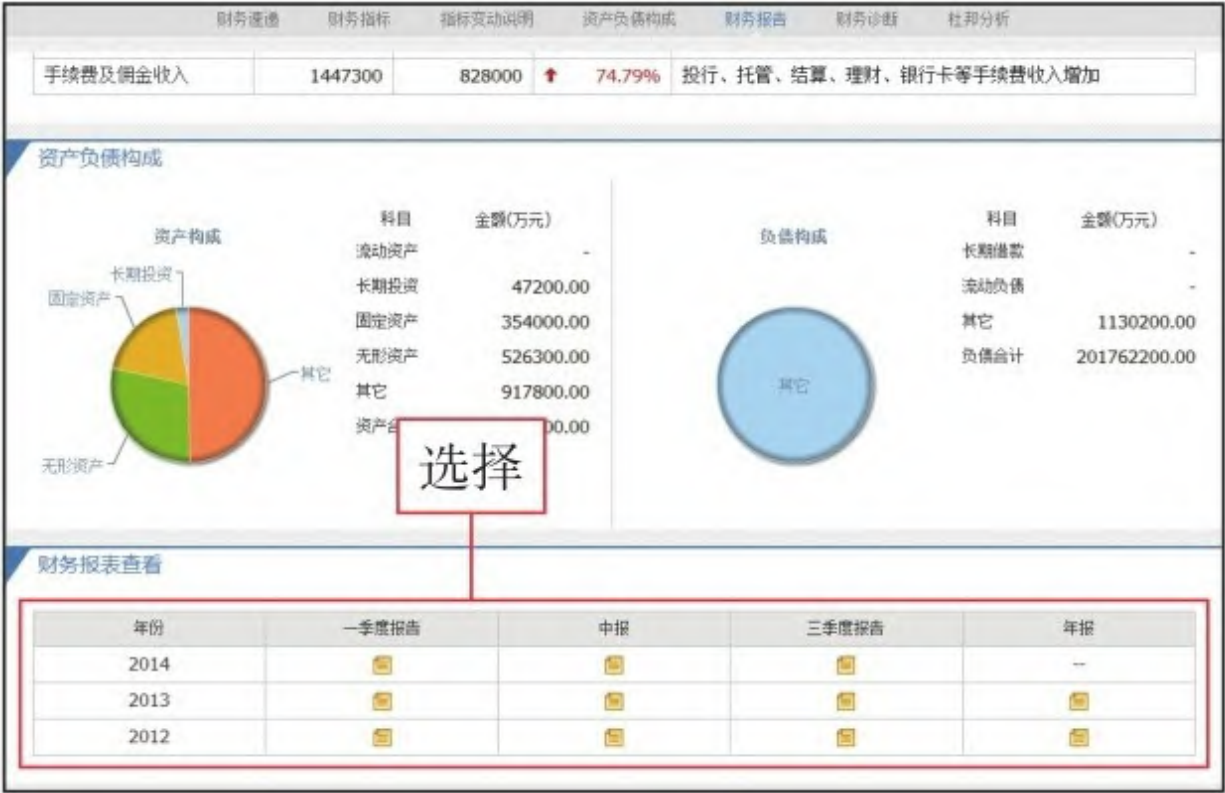 财务速递 财务指标 指标变动说明 资产负债构成 财务报告 财务诊断 杜邦分析
手续费及佣金收入 1447300 828000 74.79% 投行、托管、结算、理财、银行卡等手续费收入增加
资产负债构成
资产构成
长期投资
固定资产
其它
无形资产
科目 金额(万元)
流动资产 -
长期投资 47200.00
固定资产 354000.00
无形资产 526300.00
其它 917800.00
资产 00.00
负债构成
其它
科目 金额(万元)
长期借款 -
流动负债 -
其它 1130200.00
负债合计 201762200.00
选择
财务报表查看
年份 一季度报告 中报 三季度报告 年报
2014 --
2013
2012